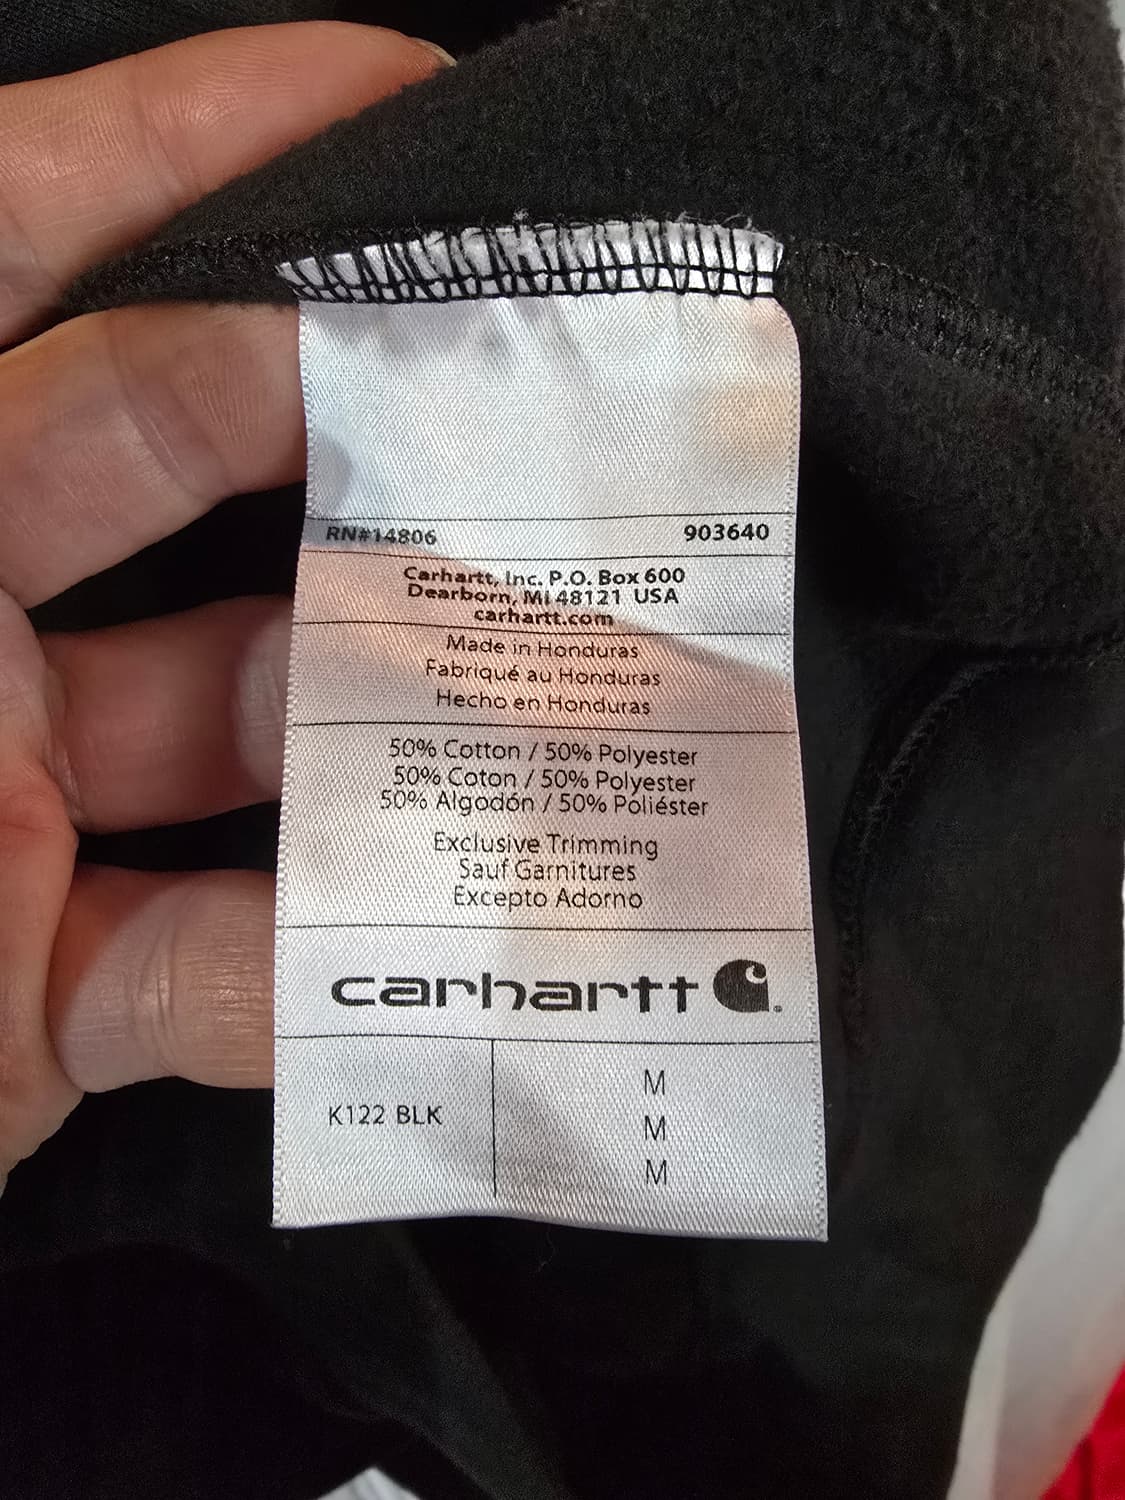 RN#14806 903640
Carhartt, Inc. P.O. Box 600
Dearborn, MI 48121 USA
carhartt.com
Made in Honduras
Fabriqué au Honduras
Hecho en Honduras
50% Cotton / 50% Polyester
50% Coton / 50% Polyester
50% Algodón / 50% Poliéster
Exclusive Trimming
Sauf Garnitures
Excepto Adorno
carhartt
K122 BLK
M
M
M